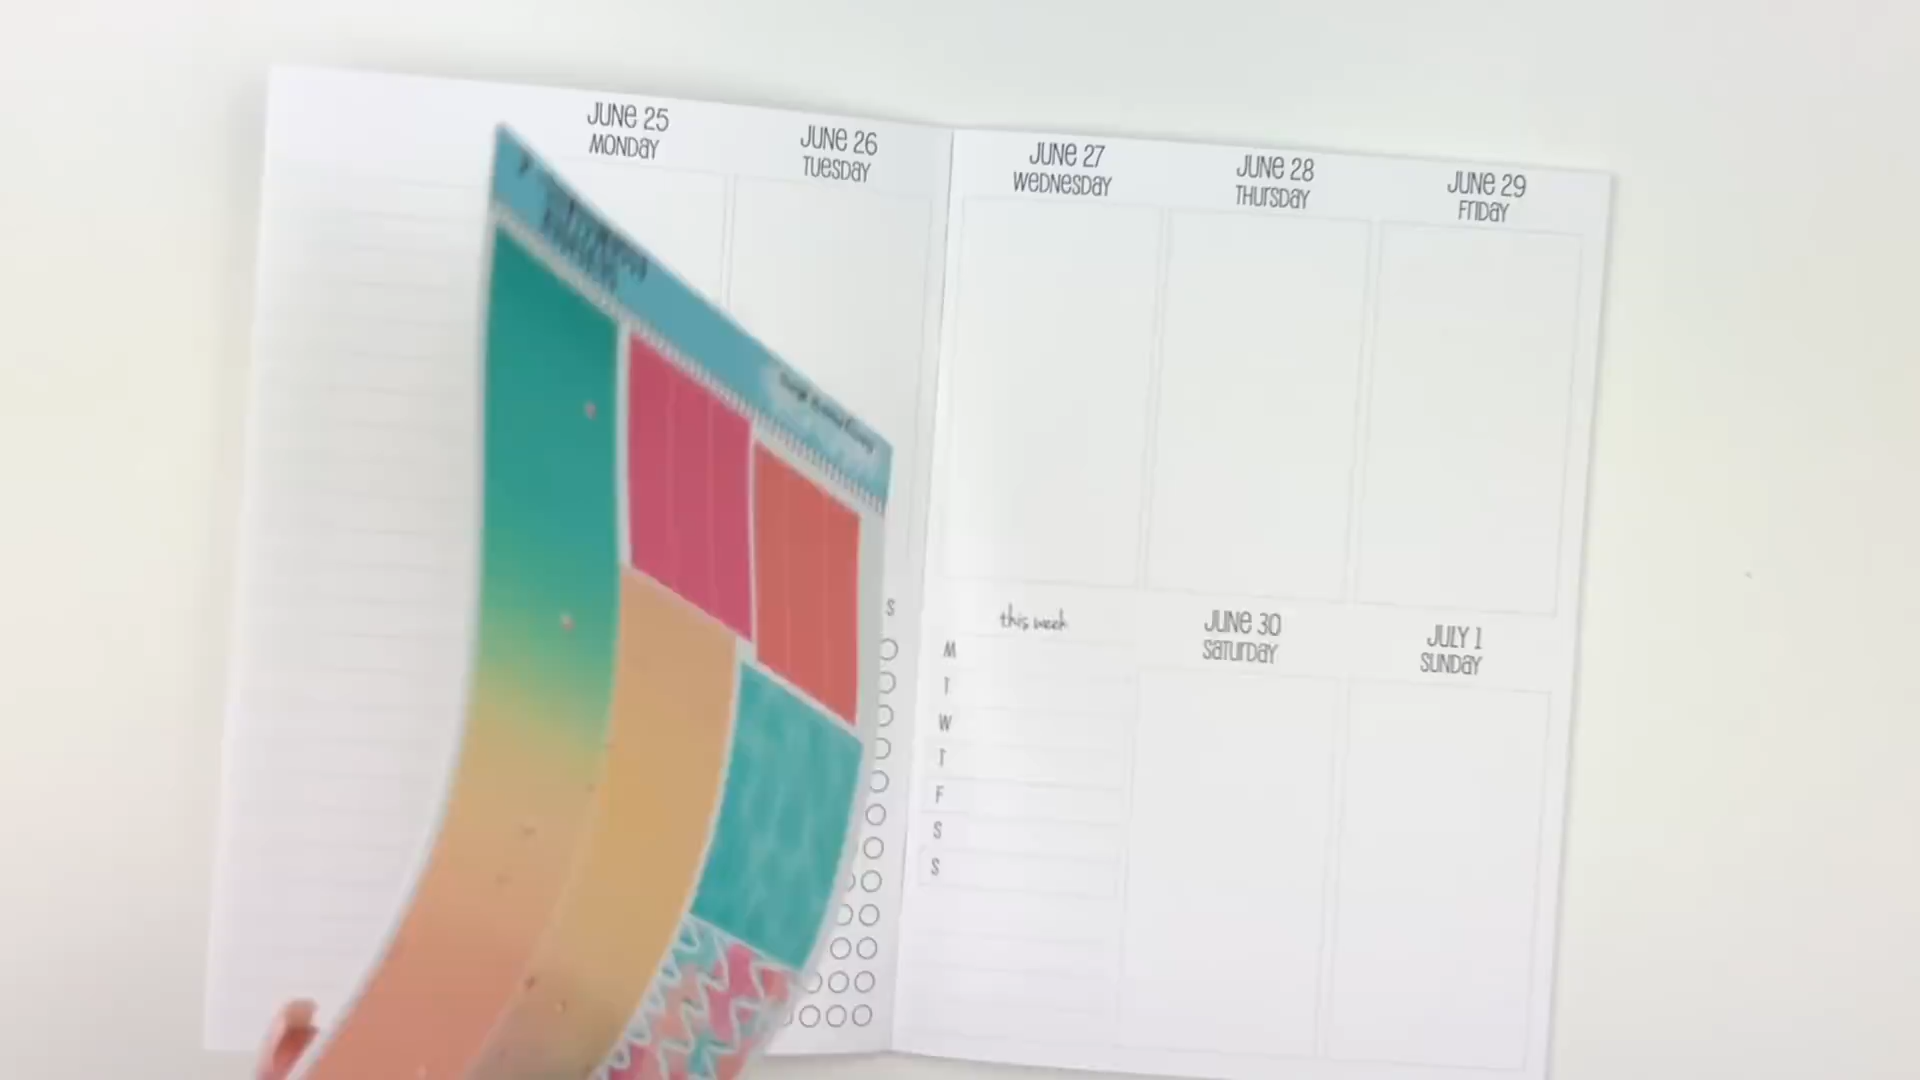 JUNE 25
MONDAY
JUNE 26
TUESDAY
JUNE 27
WEDNESDAY
JUNE 28
THURSDAY
JUNE 29
FRIDAY
S
this week
M
T
W
T
F
S
S
JUNE 30
SATURDAY
JULY 1
SUNDAY